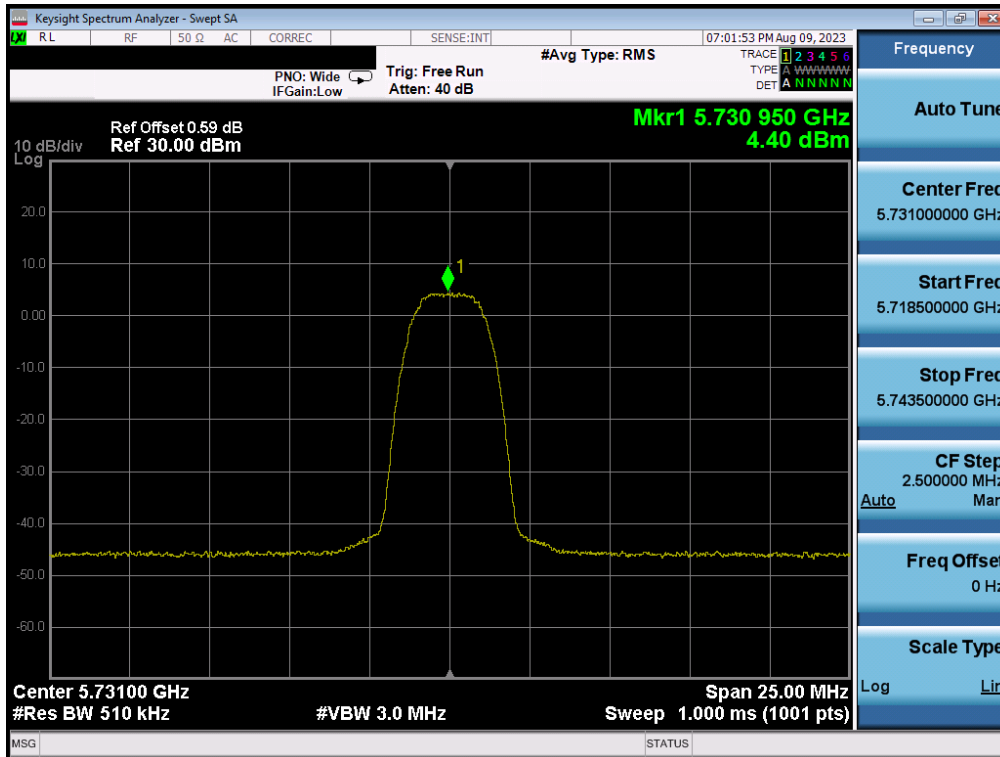 Keysight Spectrum Analyzer - Swept SA
LXI RL RF 50 Ω AC CORREC SENSE:INT 07:01:53 PM Aug 09, 2023
Frequency
#Avg Type: RMS
TRACE 1 2 3 4 5 6
PNO: Wide Trig: Free Run
TYPE A WWWWW
IFGain:Low Atten: 40 dB
DET A N N N N N
Auto Tune
Mkr1 5.730 950 GHz
4.40 dBm
Ref Offset 0.59 dB
10 dB/div Ref 30.00 dBm
Log
1
20.0
10.0
0.00
-10.0
-20.0
-30.0
-40.0
-50.0
-60.0
Center Freq
5.731000000 GHz
Start Freq
5.718500000 GHz
Stop Freq
5.743500000 GHz
CF Step
2.500000 MHz
Auto Man
Freq Offset
0 Hz
Scale Type
Log Lin
Center 5.73100 GHz Span 25.00 MHz
#Res BW 510 kHz #VBW 3.0 MHz Sweep 1.000 ms (1001 pts)
MSG STATUS